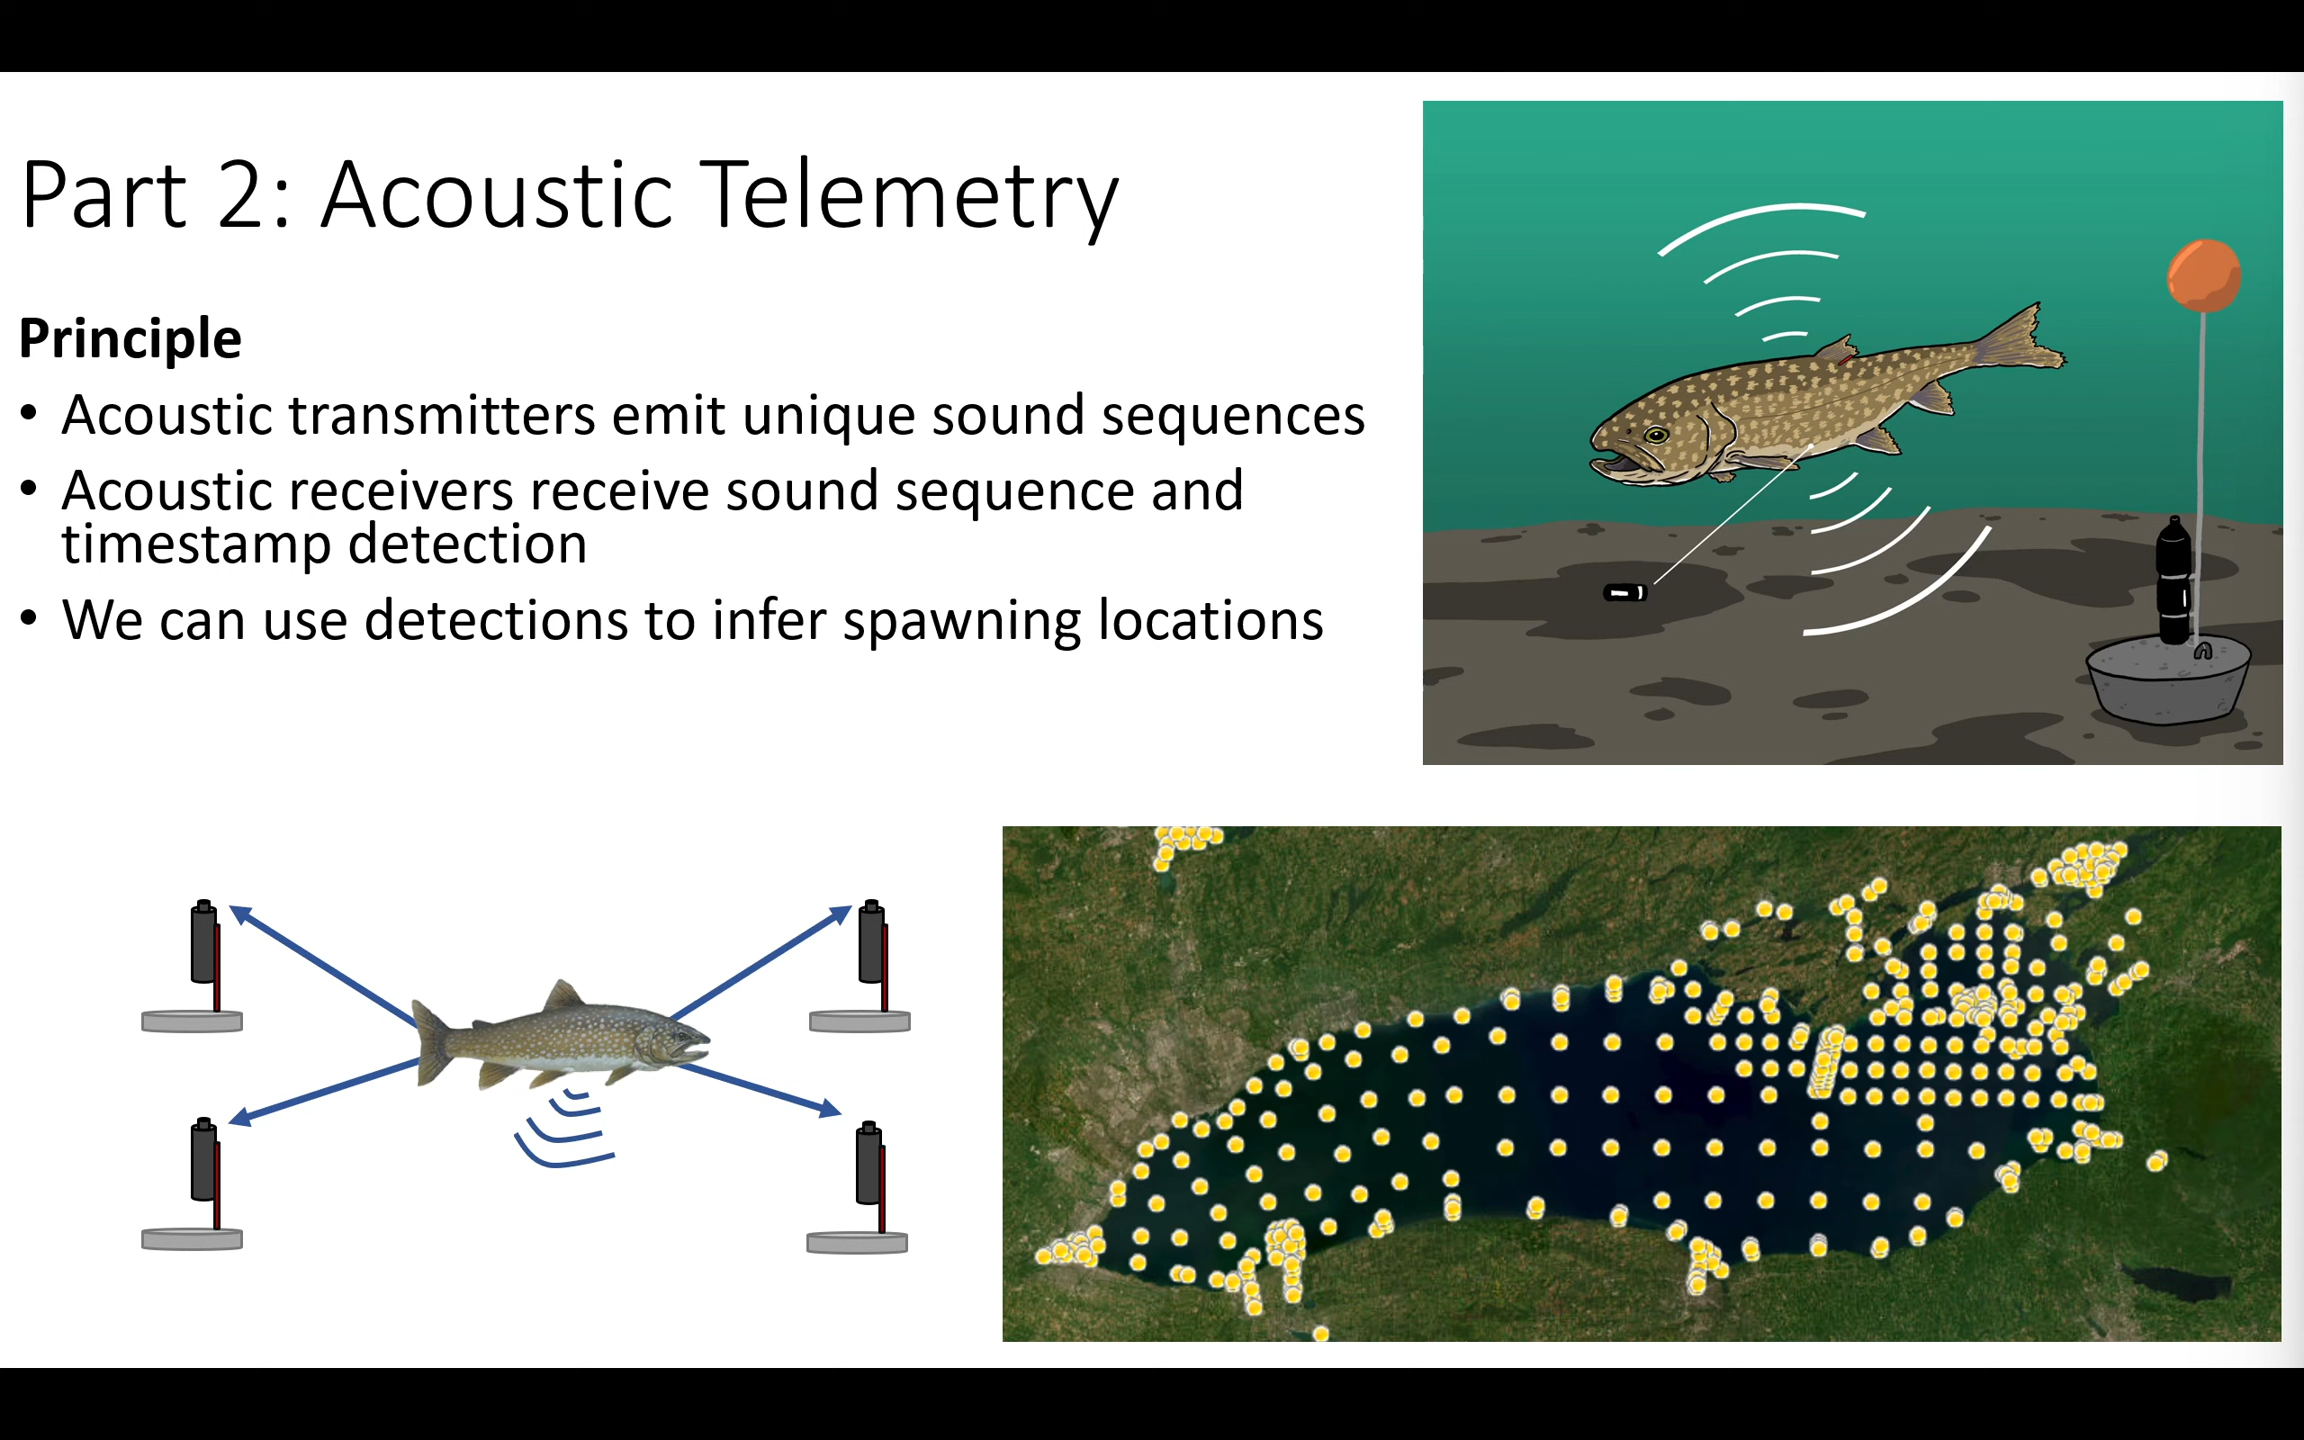 Part 2: Acoustic Telemetry
Principle
• Acoustic transmitters emit unique sound sequences
• Acoustic receivers receive sound sequence and
timestamp detection
• We can use detections to infer spawning locations